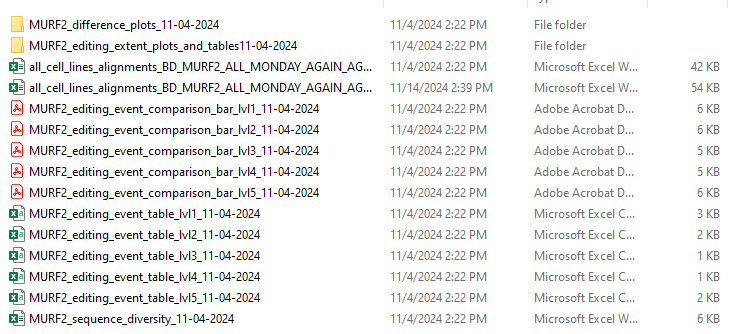 MURF2_difference_plots_11-04-2024 11/4/2024 2:22 PM File folder
MURF2_editing_extent_plots_and_tables11-04-2024 11/4/2024 2:22 PM File folder
all_cell_lines_alignments_BD_MURF2_ALL_MONDAY_AGAIN_AG... 11/4/2024 2:22 PM Microsoft Excel W... 42 KB
all_cell_lines_alignments_BD_MURF2_ALL_MONDAY_AGAIN_AG... 11/14/2024 2:39 PM Microsoft Excel W... 54 KB
MURF2_editing_event_comparison_bar_lvl1_11-04-2024 11/4/2024 2:22 PM Adobe Acrobat D... 6 KB
MURF2_editing_event_comparison_bar_lvl2_11-04-2024 11/4/2024 2:22 PM Adobe Acrobat D... 6 KB
MURF2_editing_event_comparison_bar_lvl3_11-04-2024 11/4/2024 2:22 PM Adobe Acrobat D... 5 KB
MURF2_editing_event_comparison_bar_lvl4_11-04-2024 11/4/2024 2:22 PM Adobe Acrobat D... 5 KB
MURF2_editing_event_comparison_bar_lvl5_11-04-2024 11/4/2024 2:22 PM Adobe Acrobat D... 6 KB
MURF2_editing_event_table_lvl1_11-04-2024 11/4/2024 2:22 PM Microsoft Excel C... 3 KB
MURF2_editing_event_table_lvl2_11-04-2024 11/4/2024 2:22 PM Microsoft Excel C... 2 KB
MURF2_editing_event_table_lvl3_11-04-2024 11/4/2024 2:22 PM Microsoft Excel C... 1 KB
MURF2_editing_event_table_lvl4_11-04-2024 11/4/2024 2:22 PM Microsoft Excel C... 1 KB
MURF2_editing_event_table_lvl5_11-04-2024 11/4/2024 2:22 PM Microsoft Excel C... 2 KB
MURF2_sequence_diversity_11-04-2024 11/4/2024 2:22 PM Microsoft Excel W... 6 KB